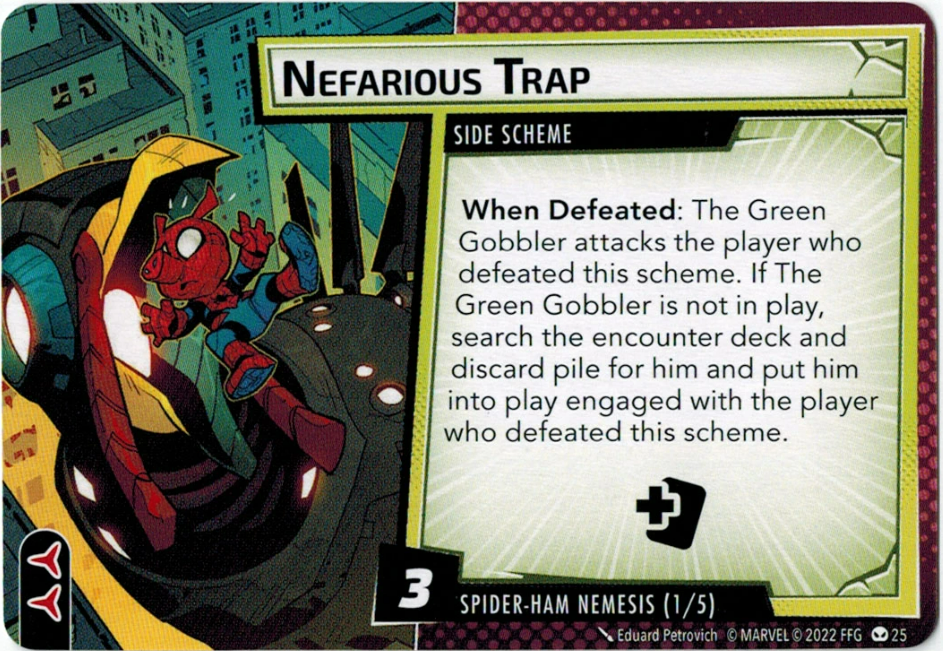 NEFARIOUS TRAP
SIDE SCHEME
When Defeated: The Green
Gobbler attacks the player who
defeated this scheme. If The
Green Gobbler is not in play,
search the encounter deck and
discard pile for him and put him
into play engaged with the player
who defeated this scheme.
3
SPIDER-HAM NEMESIS (1/5)
Eduard Petrovich © MARVEL © 2022 FFG 25